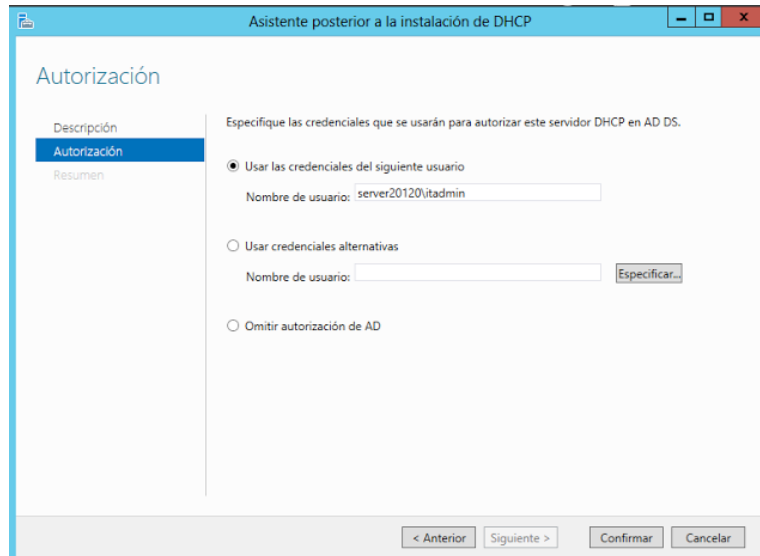 Asistente posterior a la instalación de DHCP
Autorización
Descripción
Autorización
Resumen
Especifique las credenciales que se usarán para autorizar este servidor DHCP en AD DS.
Usar las credenciales del siguiente usuario
Nombre de usuario: server20120\itadmin
Usar credenciales alternativas
Nombre de usuario: Especificar...
Omitir autorización de AD
< Anterior Siguiente > Confirmar Cancelar